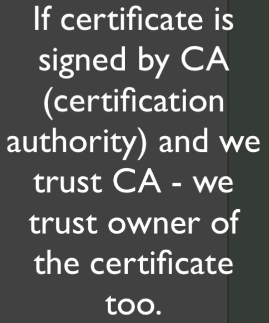 If certificate is
signed by CA
(certification
authority) and we
trust CA - we
trust owner of
the certificate
too.